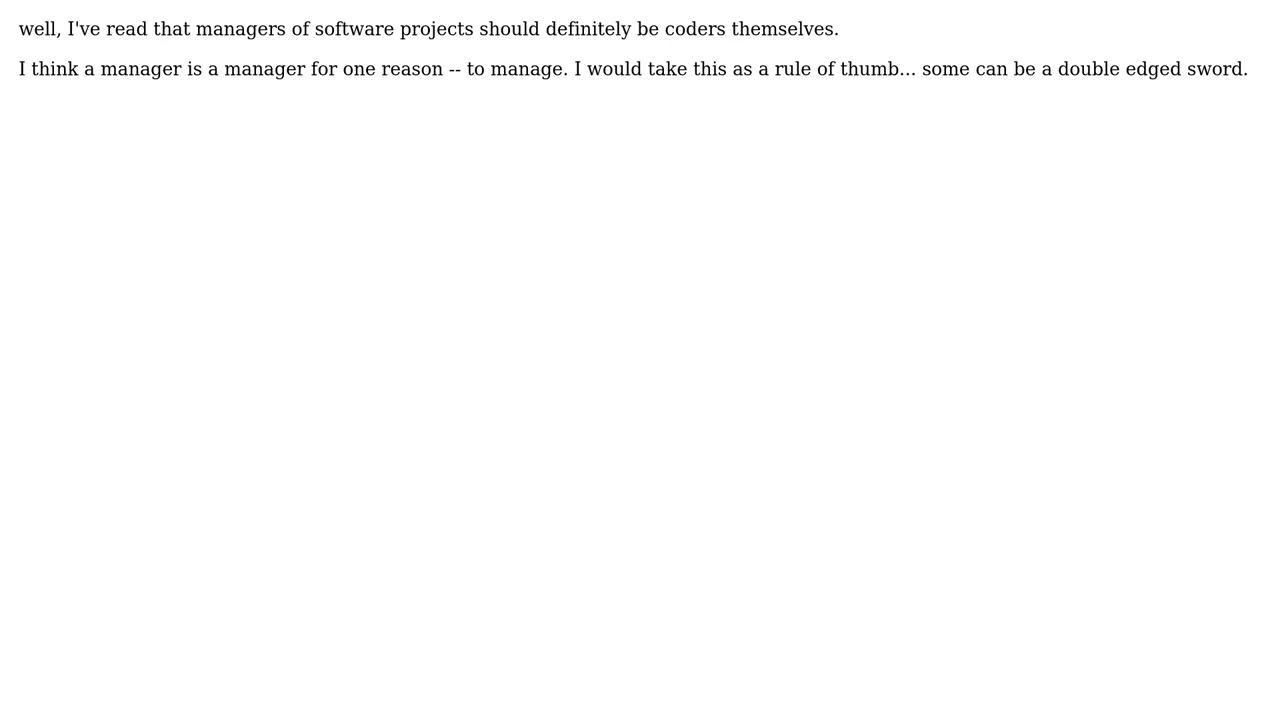 well, I've read that managers of software projects should definitely be coders themselves.
I think a manager is a manager for one reason -- to manage. I would take this as a rule of thumb... some can be a double edged sword.